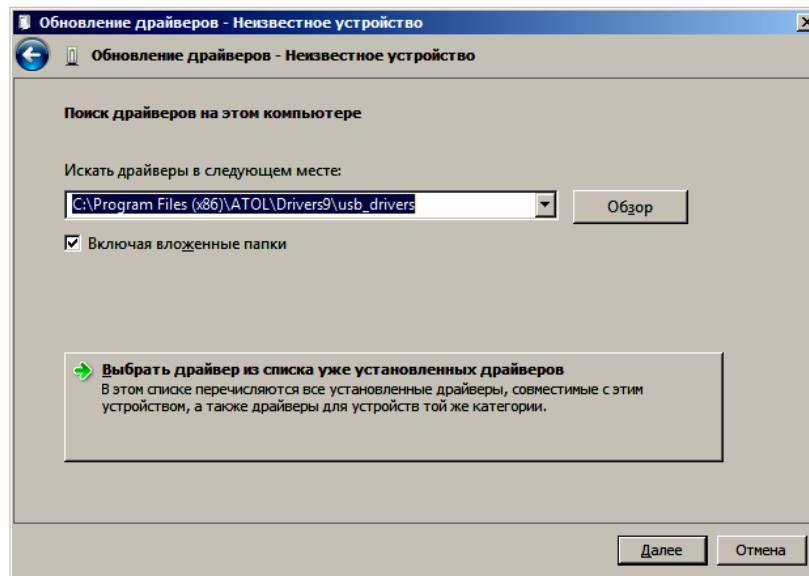 Обновление драйверов - Неизвестное устройство
Обновление драйверов - Неизвестное устройство
Поиск драйверов на этом компьютере
Искать драйверы в следующем месте:
C:\Program Files (x86)\ATOL\Drivers9\usb_drivers
Обзор
Включая вложенные папки
Выбрать драйвер из списка уже установленных драйверов
В этом списке перечисляются все установленные драйверы, совместимые с этим
устройством, а также драйверы для устройств той же категории.
Далее
Отмена